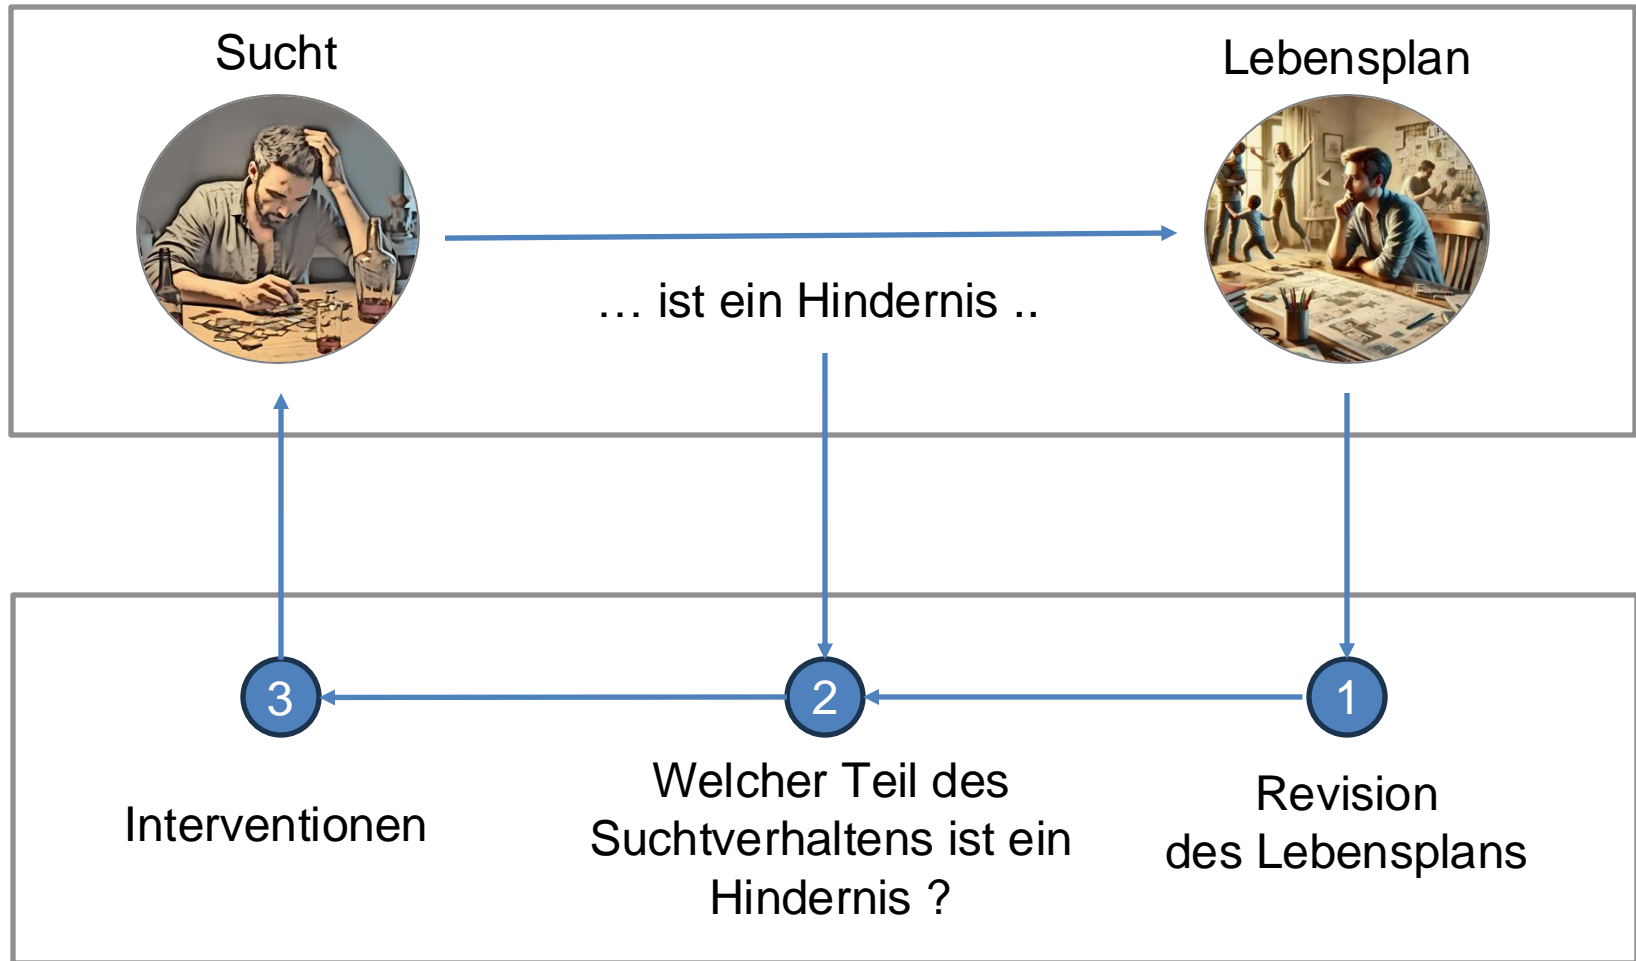 Sucht
Lebensplan
… ist ein Hindernis ..
3
2
1
Interventionen
Welcher Teil des
Suchtverhaltens ist ein
Hindernis ?
Revision
des Lebensplans